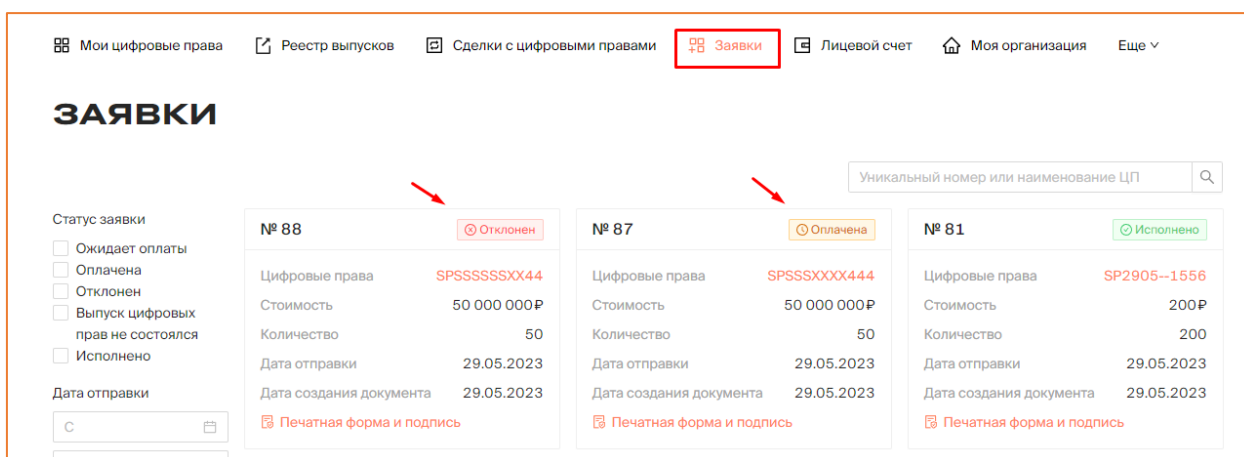 Мои цифровые права Реестр выпусков Сделки с цифровыми правами Заявки Лицевой счет Моя организация Еще
ЗАЯВКИ
Уникальный номер или наименование ЦП
Статус заявки
Ожидает оплаты
Оплачена
Отклонен
Выпуск цифровых
прав не состоялся
Исполнено
Дата отправки
С
№ 88 Отклонен
Цифровые права SPSSSSSSXX44
Стоимость 50 000 000₽
Количество 50
Дата отправки 29.05.2023
Дата создания документа 29.05.2023
Печатная форма и подпись
№ 87 Оплачена
Цифровые права SPSSSXXXX444
Стоимость 50 000 000₽
Количество 50
Дата отправки 29.05.2023
Дата создания документа 29.05.2023
Печатная форма и подпись
№ 81 Исполнено
Цифровые права SP2905--1556
Стоимость 200₽
Количество 200
Дата отправки 29.05.2023
Дата создания документа 29.05.2023
Печатная форма и подпись